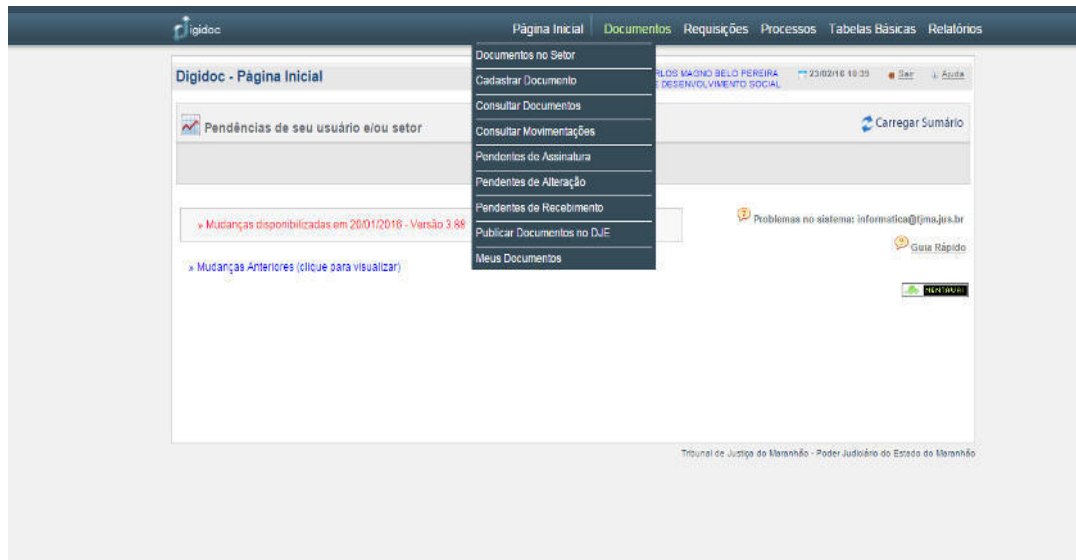 igidoc
Página Inicial Documentos Requisições Processos Tabelas Básicas Relatórios
Documentos no Setor
Cadastrar Documento
Consultar Documentos
Consultar Movimentações
Pendentes de Assinatura
Pendentes de Alteração
Pendentes de Recebimento
Publicar Documentos no DJE
Meus Documentos
Digidoc - Página Inicial
MAGNO BELO PEREIRA 23/02/16 Sair Ajuda
DESENVOLVIMENTO SOCIAL
Pendências de seu usuário e/ou setor Carregar Sumário
» Mudanças disponibilizadas em 20/01/2016 - Versão 3.88
Problemas no sistema: informatica@tjma.jus.br
Guia Rápido
» Mudanças Anteriores (clique para visualizar)
Tribunal de Justiça do Maranhão - Poder Judiciário do Estado do Maranhão